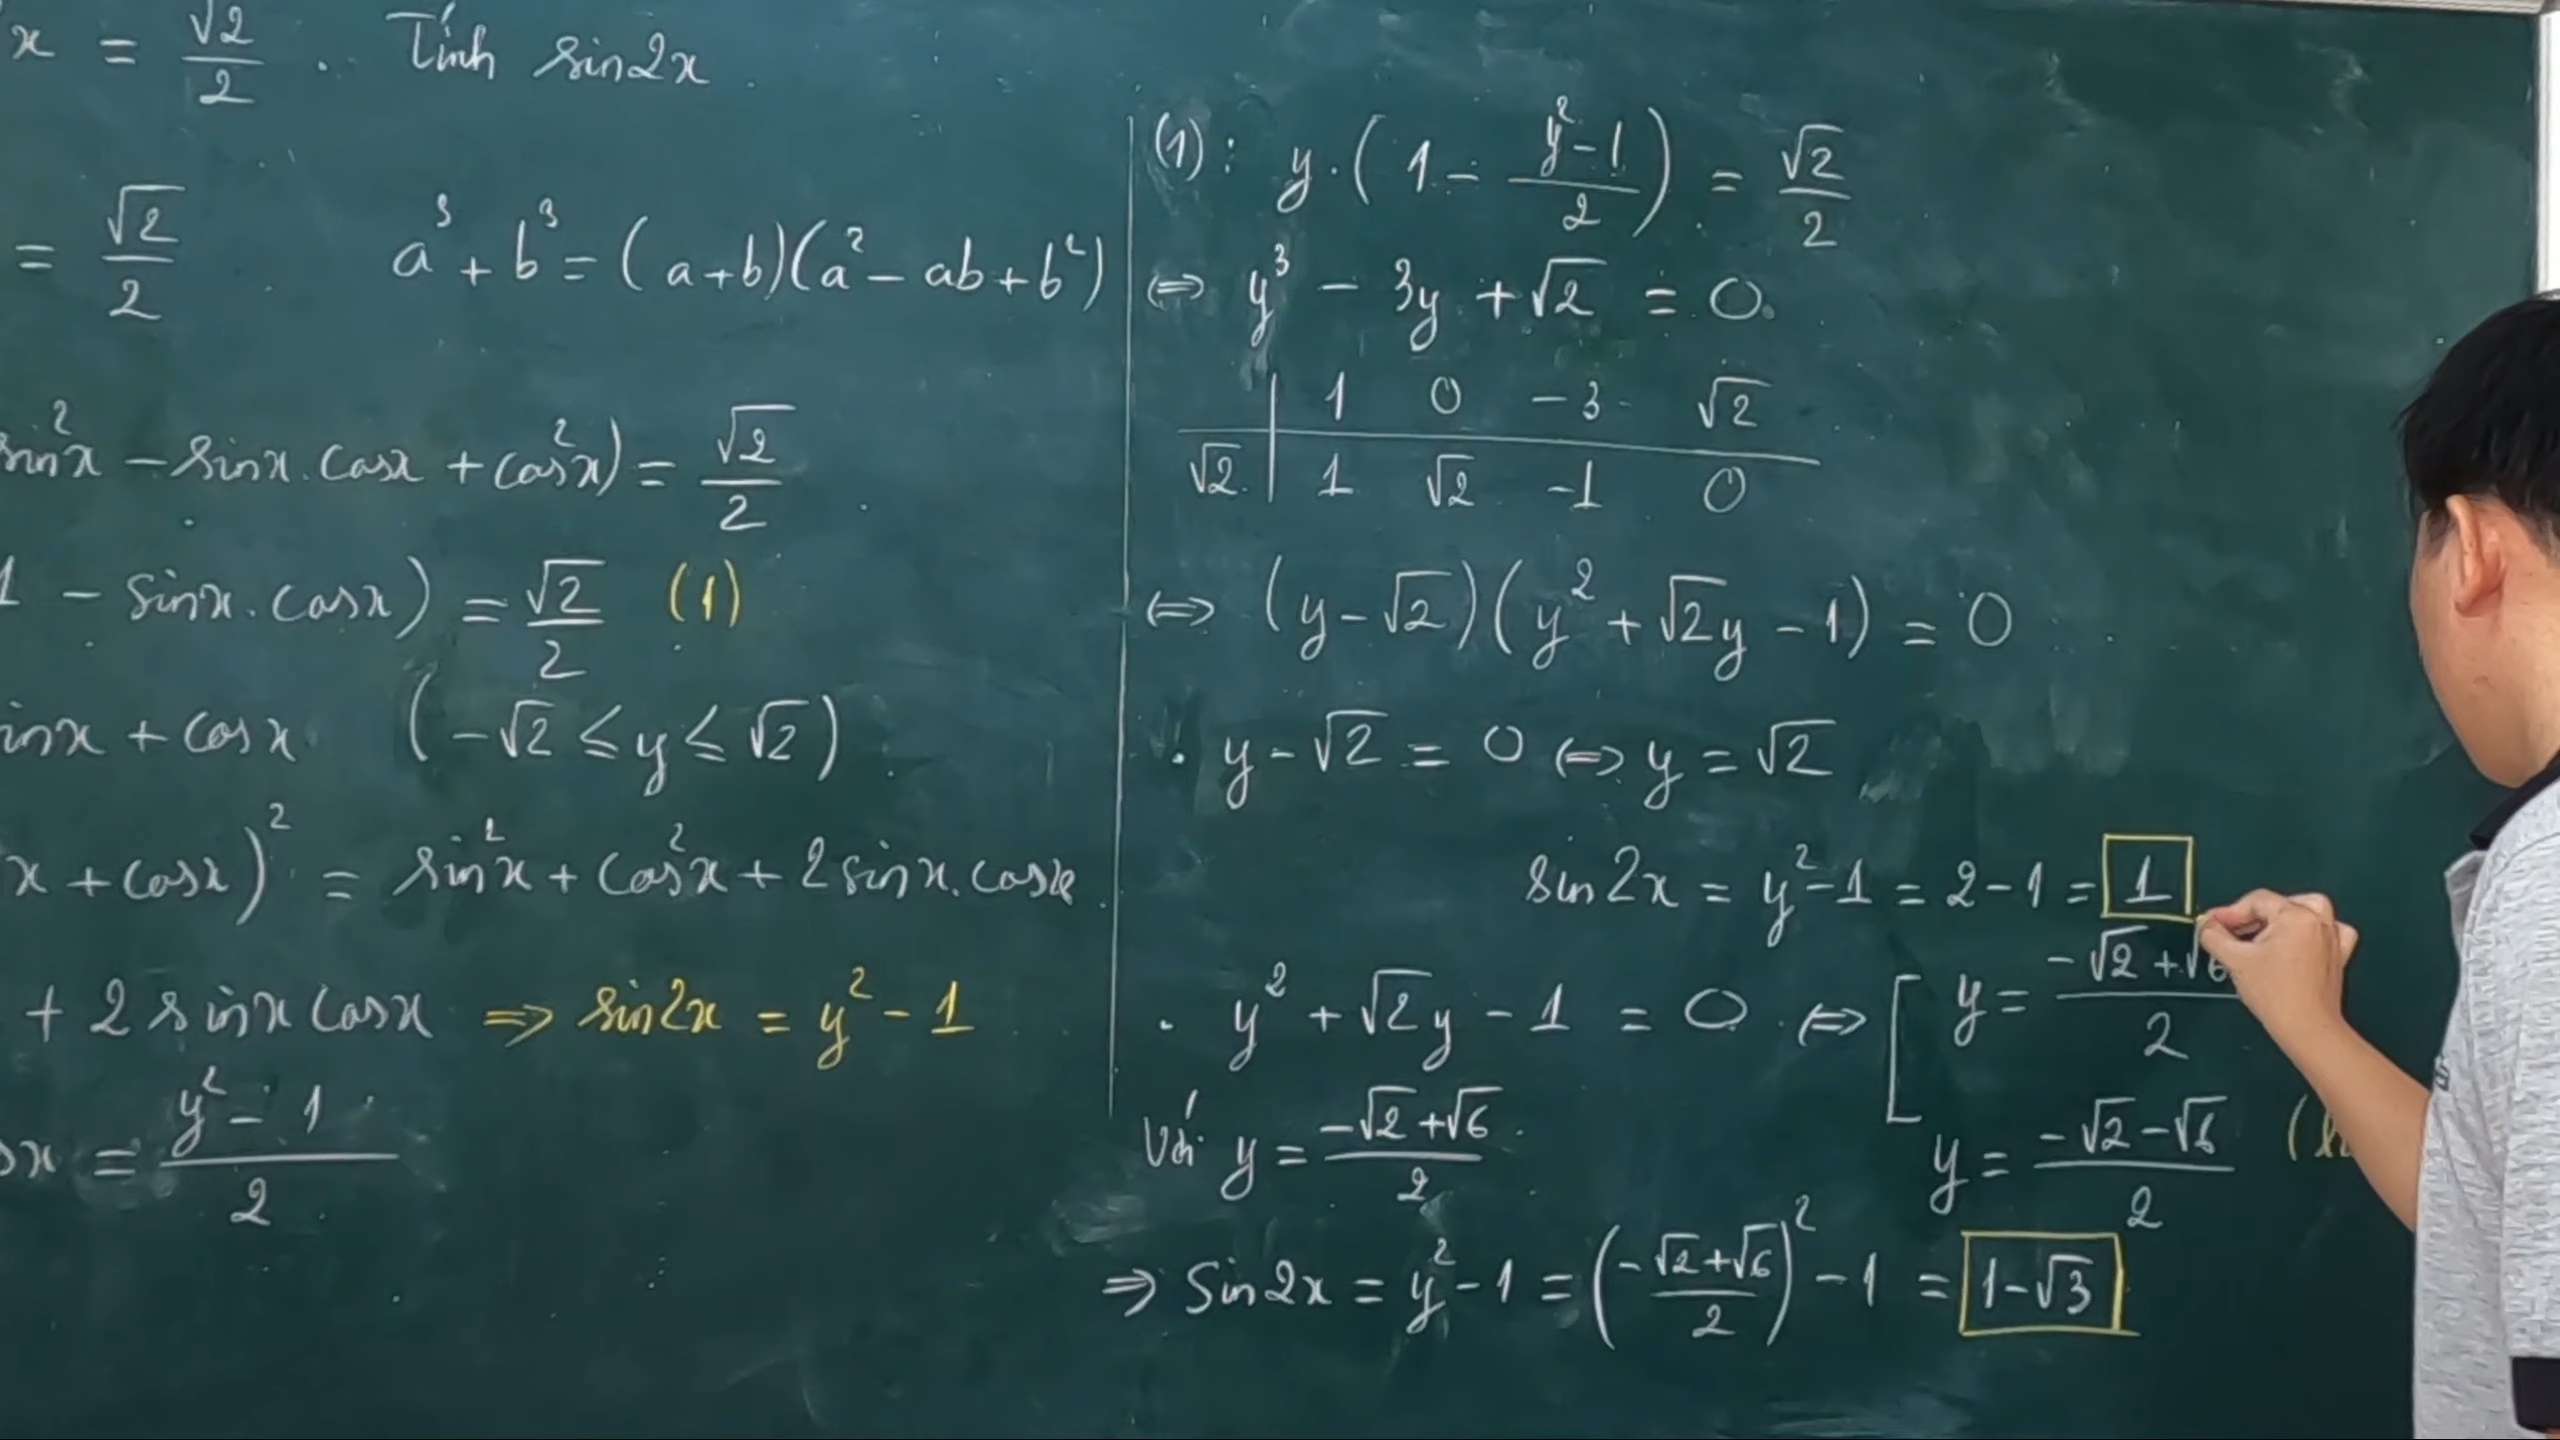 x = √2/2 . Tính sin2x
= √2/2 a³ + b³ = (a+b)(a² - ab + b²)
sin²x - sinx.cosx + cos²x) = √2/2
1 - sinx.cosx) = √2/2 (1)
inx + cosx (-√2 ≤ y ≤ √2)
x + cosx)² = sin²x + cos²x + 2sinx.cosx
+ 2sinxcosx ⇒ sin2x = y² - 1
sx = (y² - 1)/2
(1): y.(1 - (y²-1)/2) = √2/2
⇔ y³ - 3y + √2 = 0
| 1 0 -3 √2
√2 | 1 √2 -1 0
⇔ (y-√2)(y² + √2y - 1) = 0
. y - √2 = 0 ⇔ y = √2
sin2x = y² - 1 = 2 - 1 = 1
. y² + √2y - 1 = 0 ⇔ [ y = (-√2 + √6)/2
y = (-√2 - √6)/2
Với y = (-√2 + √6)/2
⇒ Sin2x = y² - 1 = ((-√2 + √6)/2)² - 1 = 1-√3